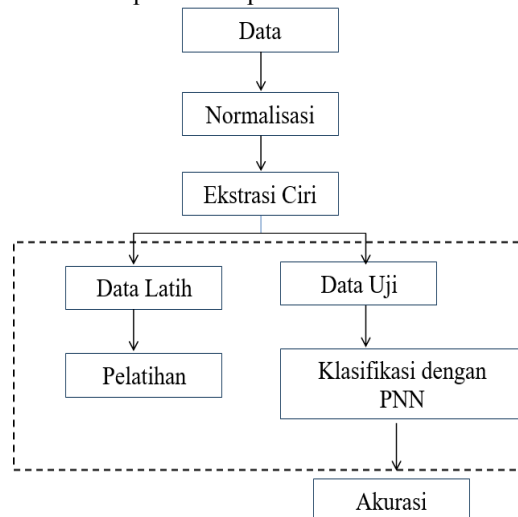 Data
Normalisasi
Ekstrasi Ciri
Data Latih
Data Uji
Pelatihan
Klasifikasi dengan
PNN
Akurasi